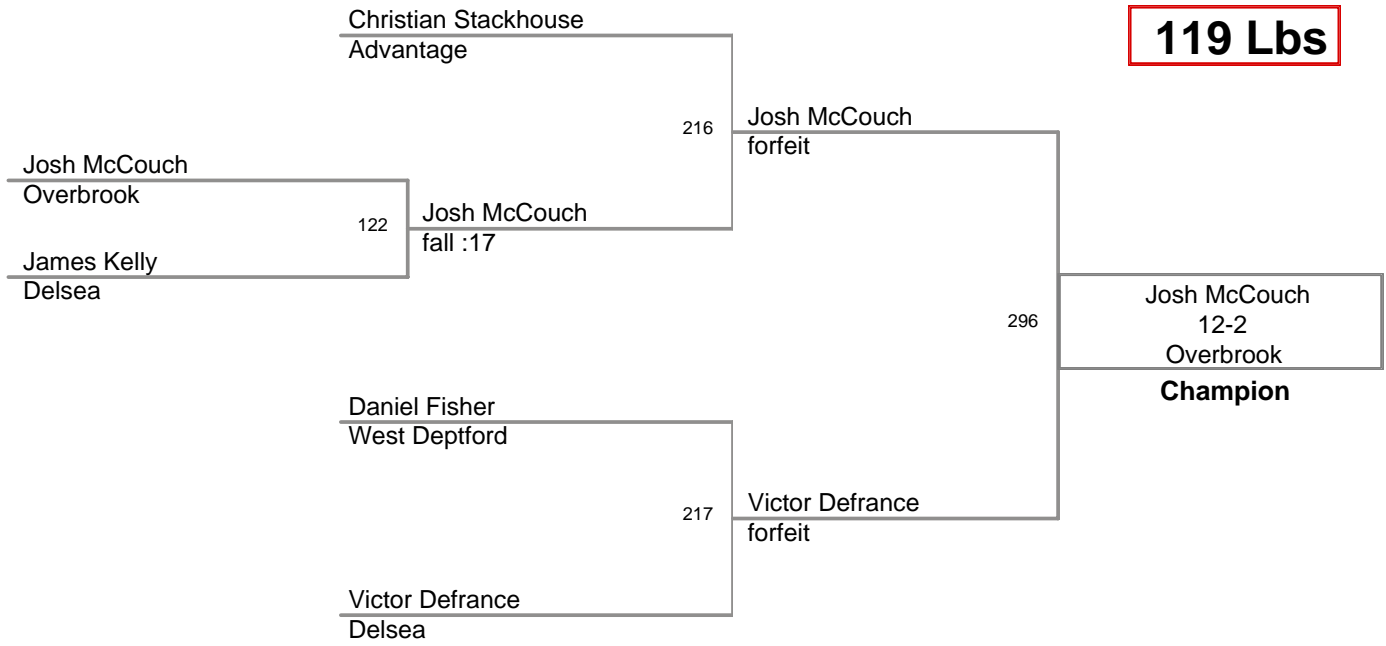 Christian Stackhouse
Advantage
119 Lbs
216
Josh McCouch
forfeit
Josh McCouch
Overbrook
122
Josh McCouch
fall :17
James Kelly
Delsea
296
Josh McCouch
12-2
Overbrook
Champion
Daniel Fisher
West Deptford
217
Victor Defrance
forfeit
Victor Defrance
Delsea